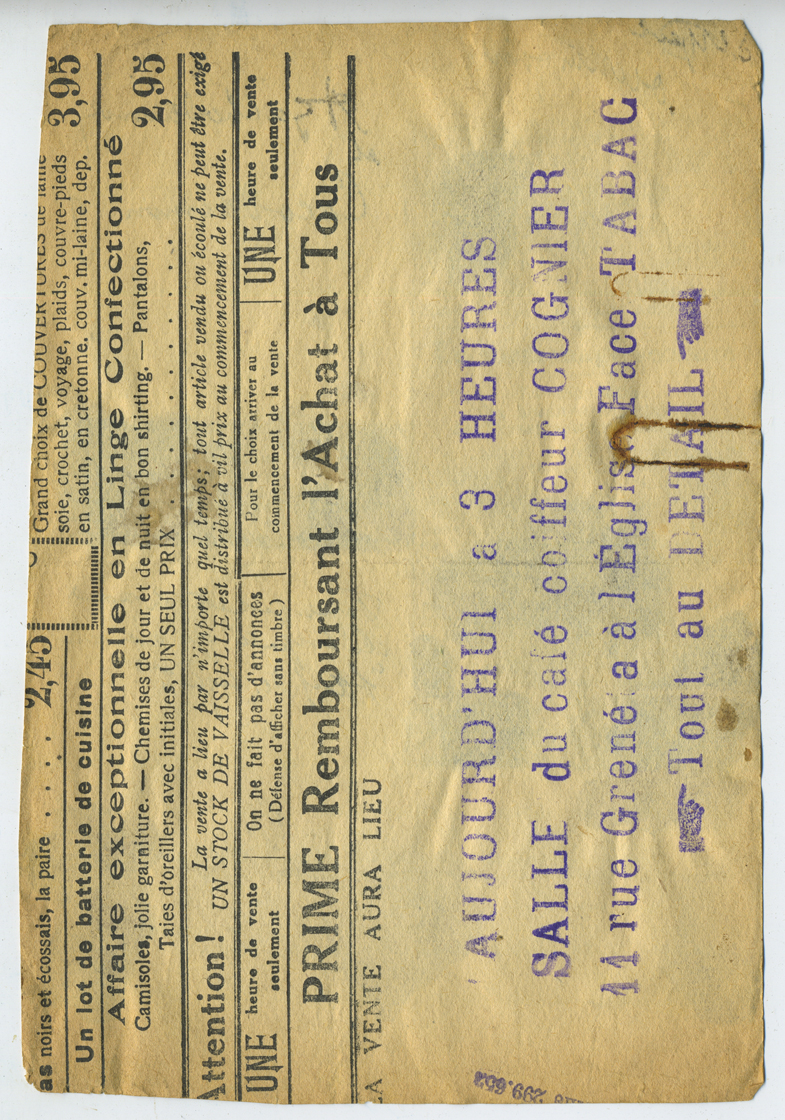 Grand choix de COUVERTURES de laine
soie, crochet, voyage, plaids, couvre-pieds
en satin, en cretonne. couv. mi-laine, dep. 3,95
as noirs et écossais, la paire . . . . 2,45
Un lot de batterie de cuisine
Affaire exceptionnelle en Linge Confectionné
Camisoles, jolie garniture. — Chemises de jour et de nuit en bon shirting. — Pantalons,
Taies d'oreillers avec initiales, UN SEUL PRIX . . . . . . . . . . . 2,95
Attention! La vente a lieu par n'importe quel temps; tout article vendu ou écoulé ne peut être exigé
UN STOCK DE VAISSELLE est distribué à vil prix au commencement de la vente.
UNE heure de vente seulement
On ne fait pas d'annonces
(Défense d'afficher sans timbre.)
Pour le choix arriver au
commencement de la vente
UNE heure de vente seulement
PRIME Remboursant l'Achat à Tous
LA VENTE AURA LIEU
AUJOURD'HUI a 3 HEURES
SALLE du café coiffeur COGNIER
11 rue Grenéta à l'Église Face TABAC
Tout au DETAIL
299.652